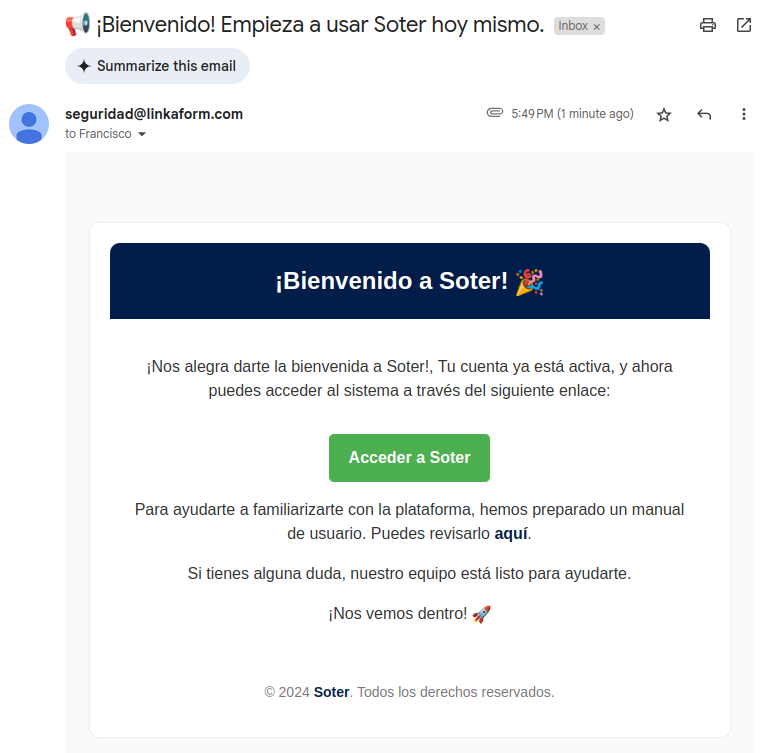 📢 ¡Bienvenido! Empieza a usar Soter hoy mismo.
Inbox ×
Summarize this email
seguridad@linkaform.com
5:49 PM (1 minute ago)
to Francisco
¡Bienvenido a Soter! 🎉
¡Nos alegra darte la bienvenida a Soter!, Tu cuenta ya está activa, y ahora
puedes acceder al sistema a través del siguiente enlace:
Acceder a Soter
Para ayudarte a familiarizarte con la plataforma, hemos preparado un manual
de usuario. Puedes revisarlo aquí.
Si tienes alguna duda, nuestro equipo está listo para ayudarte.
¡Nos vemos dentro! 🚀
© 2024 Soter. Todos los derechos reservados.